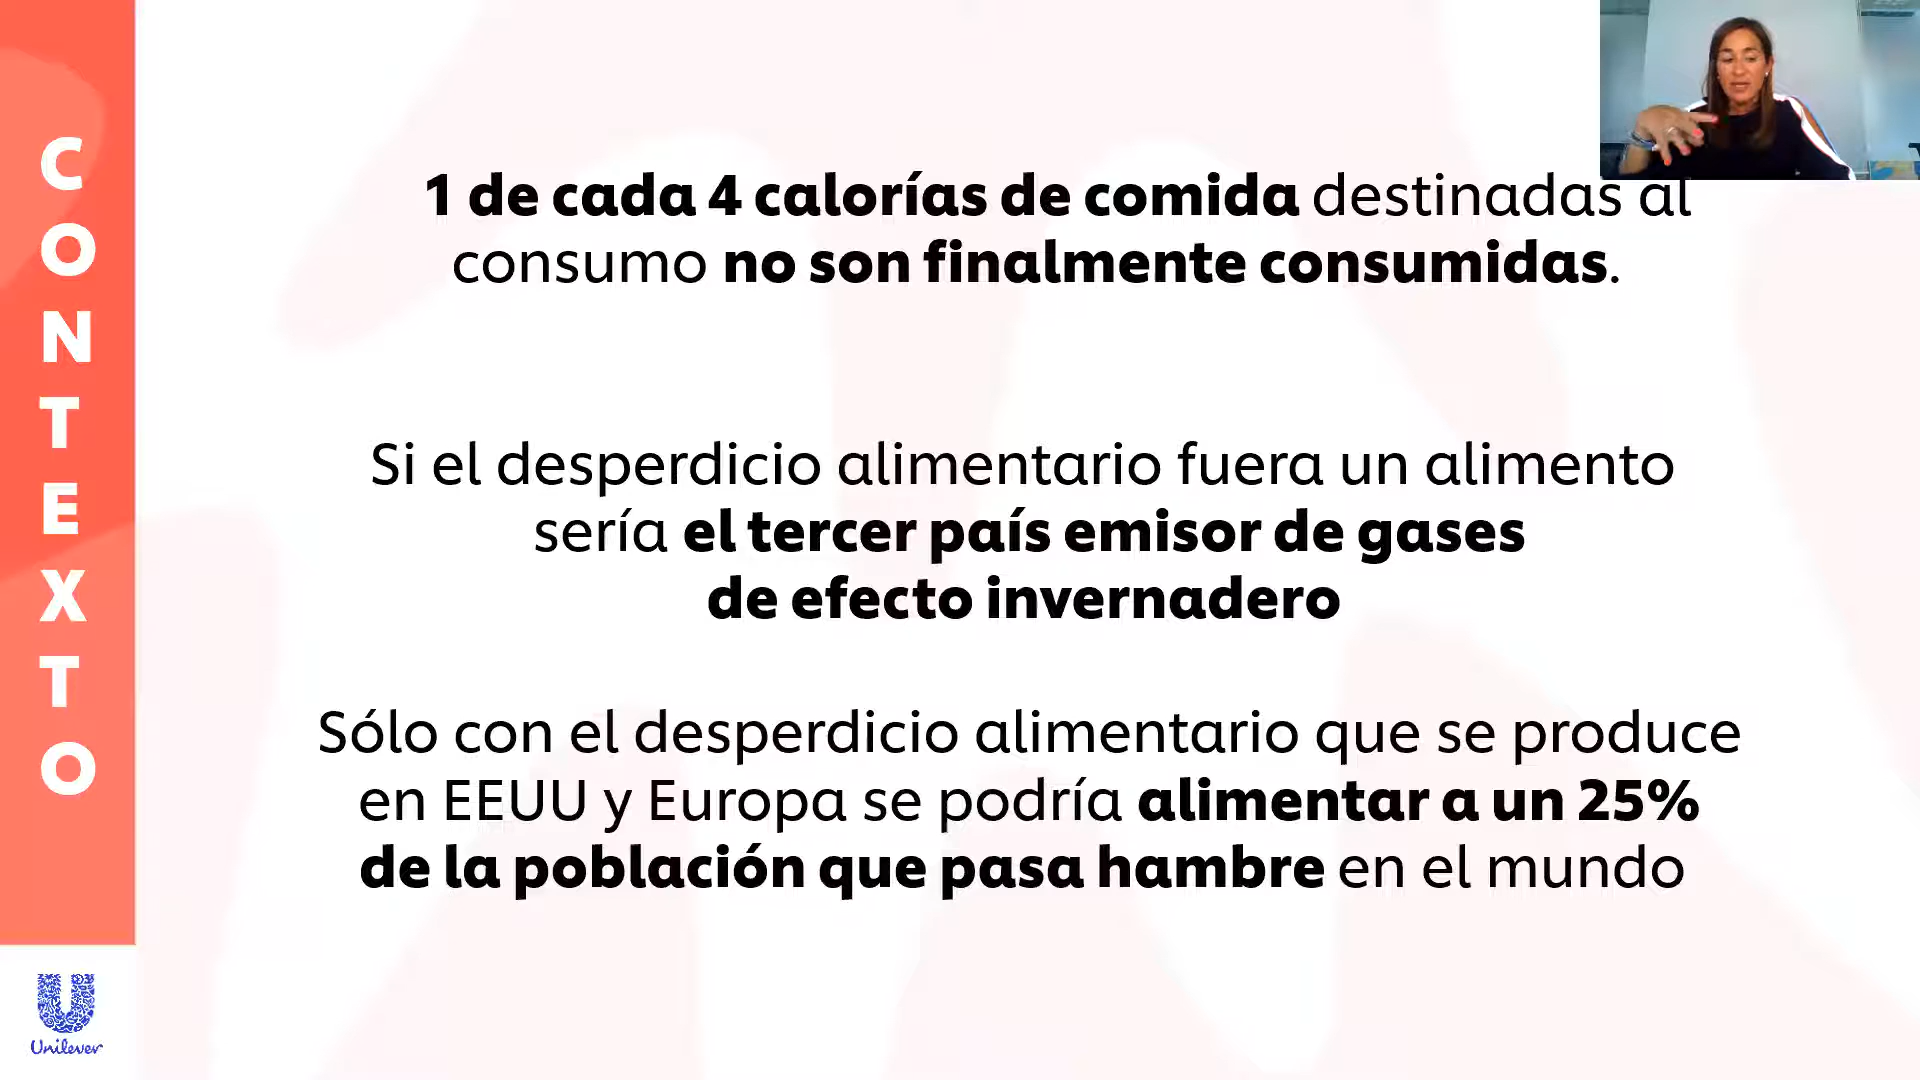 CONTEXTO
1 de cada 4 calorías de comida destinadas al
consumo no son finalmente consumidas.
Si el desperdicio alimentario fuera un alimento
sería el tercer país emisor de gases
de efecto invernadero
Sólo con el desperdicio alimentario que se produce
en EEUU y Europa se podría alimentar a un 25%
de la población que pasa hambre en el mundo
Unilever